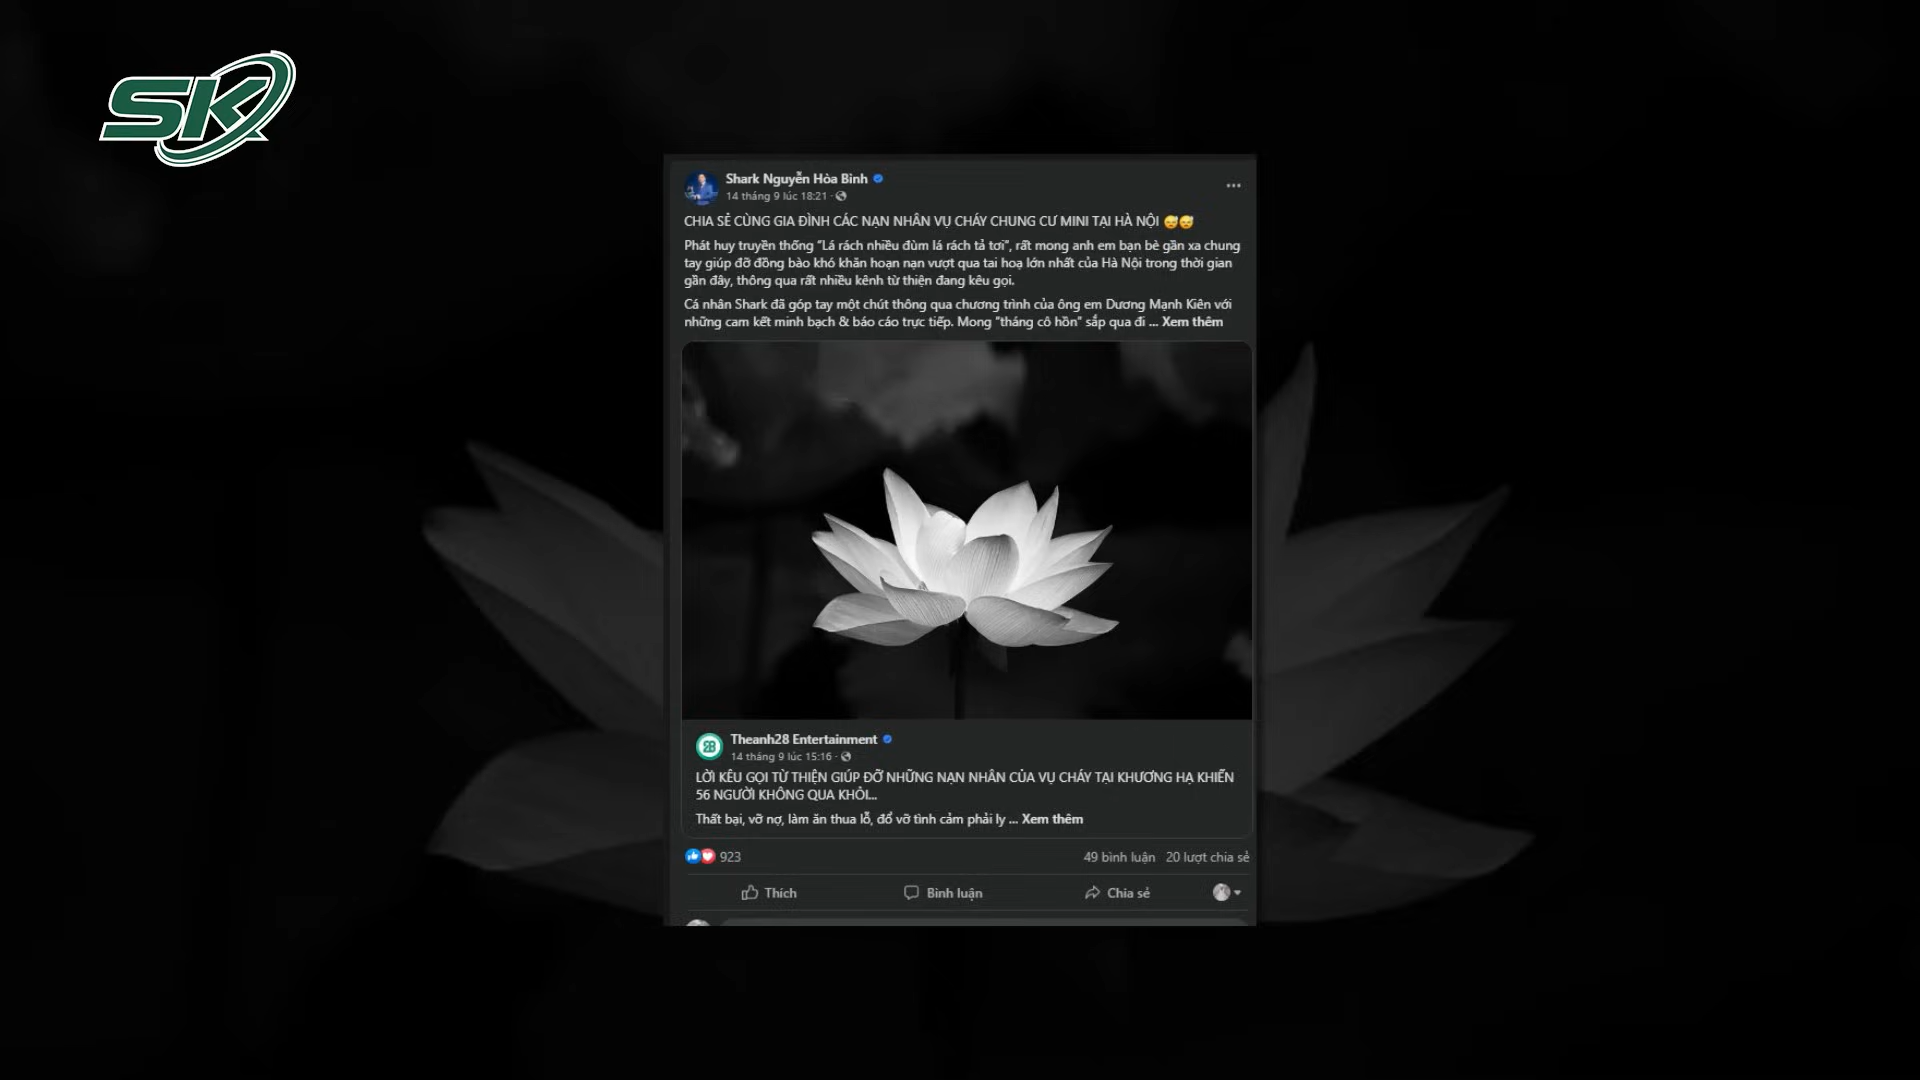 SK
Shark Nguyễn Hòa Bình
14 tháng 9 lúc 18:21 ·
CHIA SẺ CÙNG GIA ĐÌNH CÁC NẠN NHÂN VỤ CHÁY CHUNG CƯ MINI TẠI HÀ NỘI 😓😓
Phát huy truyền thống "Lá rách nhiều đùm lá rách tả tơi", rất mong anh em bạn bè gần xa chung
tay giúp đỡ đồng bào khó khăn hoạn nạn vượt qua tai hoạ lớn nhất của Hà Nội trong thời gian
gần đây, thông qua rất nhiều kênh từ thiện đang kêu gọi.
Cá nhân Shark đã góp tay một chút thông qua chương trình của ông em Dương Mạnh Kiên với
những cam kết minh bạch & báo cáo trực tiếp. Mong "tháng cô hồn" sắp qua đi ... Xem thêm
28
Theanh28 Entertainment
14 tháng 9 lúc 15:16 ·
LỜI KÊU GỌI TỪ THIỆN GIÚP ĐỠ NHỮNG NẠN NHÂN CỦA VỤ CHÁY TẠI KHƯƠNG HẠ KHIẾN
56 NGƯỜI KHÔNG QUA KHỎI...
Thất bại, vỡ nợ, làm ăn thua lỗ, đổ vỡ tình cảm phải ly ... Xem thêm
923 49 bình luận 20 lượt chia sẻ
Thích Bình luận Chia sẻ